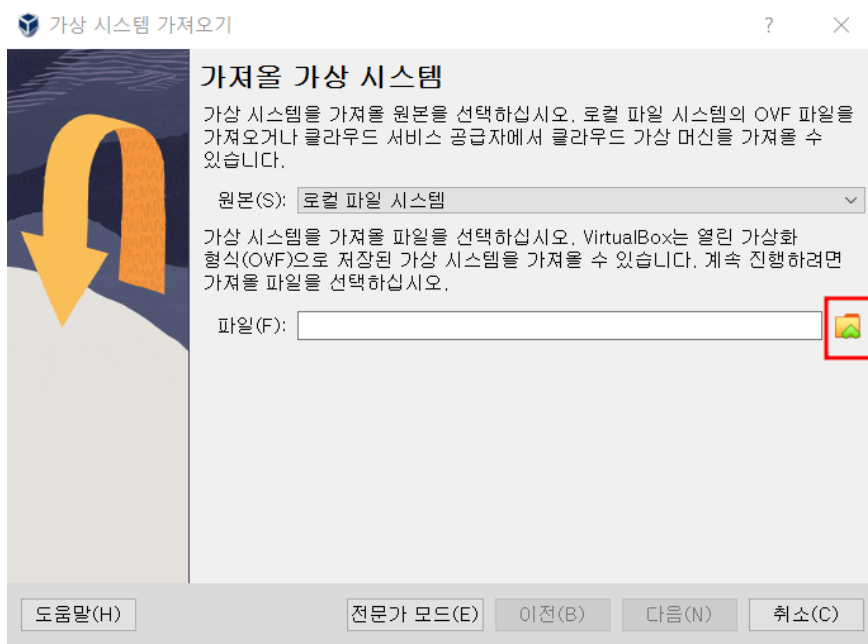 가상 시스템 가져오기
?
가져올 가상 시스템
가상 시스템을 가져올 원본을 선택하십시오. 로컬 파일 시스템의 OVF 파일을
가져오거나 클라우드 서비스 공급자에서 클라우드 가상 머신을 가져올 수
있습니다.
원본(S): 로컬 파일 시스템
가상 시스템을 가져올 파일을 선택하십시오. VirtualBox는 열린 가상화
형식(OVF)으로 저장된 가상 시스템을 가져올 수 있습니다. 계속 진행하려면
가져올 파일을 선택하십시오.
파일(F):
도움말(H) 전문가 모드(E) 이전(B) 다음(N) 취소(C)